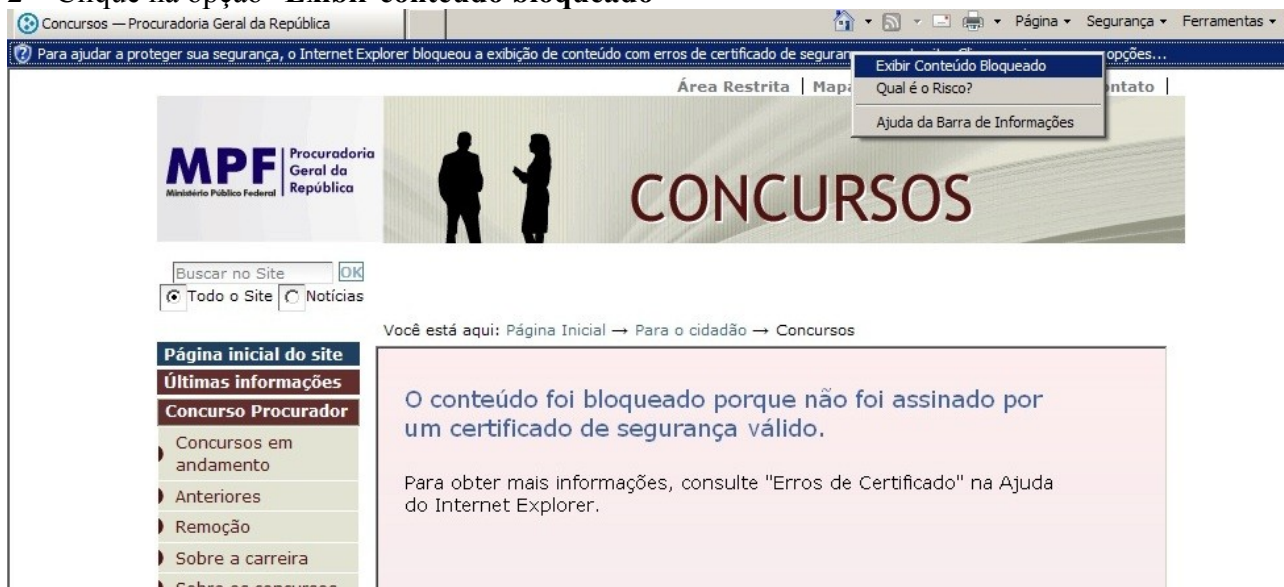 2 – Clique na opção "Exibir conteúdo bloqueado"
Concursos — Procuradoria Geral da República
Página Segurança Ferramentas
Para ajudar a proteger sua segurança, o Internet Explorer bloqueou a exibição de conteúdo com erros de certificado de opções...
Exibir Conteúdo Bloqueado
Qual é o Risco?
Ajuda da Barra de Informações
Área Restrita |
MPF Procuradoria
Geral da
República
Ministério Público Federal
CONCURSOS
Buscar no Site OK
Todo o Site Notícias
Você está aqui: Página Inicial → Para o cidadão → Concursos
Página inicial do site
Últimas informações
Concurso Procurador
Concursos em
andamento
Anteriores
Remoção
Sobre a carreira
Sobre os concursos
O conteúdo foi bloqueado porque não foi assinado por
um certificado de segurança válido.
Para obter mais informações, consulte "Erros de Certificado" na Ajuda
do Internet Explorer.